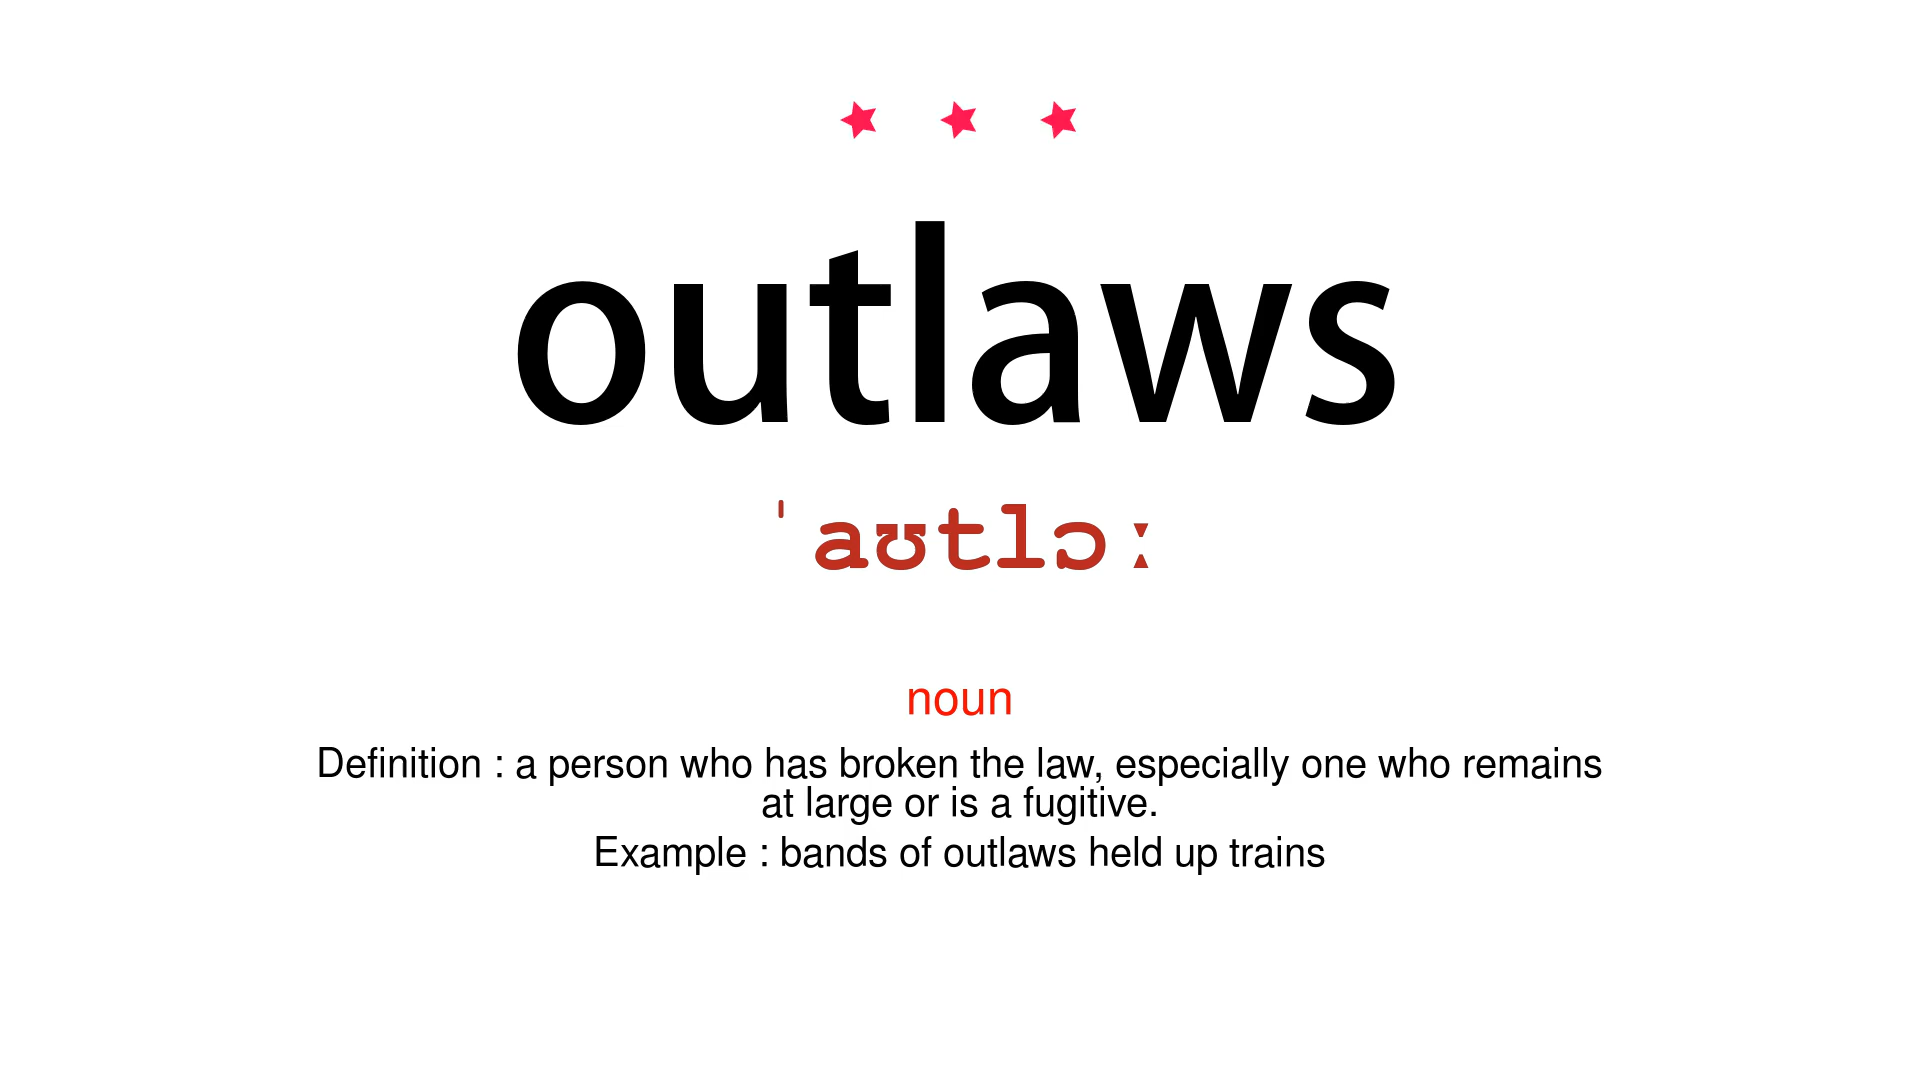 outlaws
ˈaʊtlɔː
noun
Definition : a person who has broken the law, especially one who remains
at large or is a fugitive.
Example : bands of outlaws held up trains